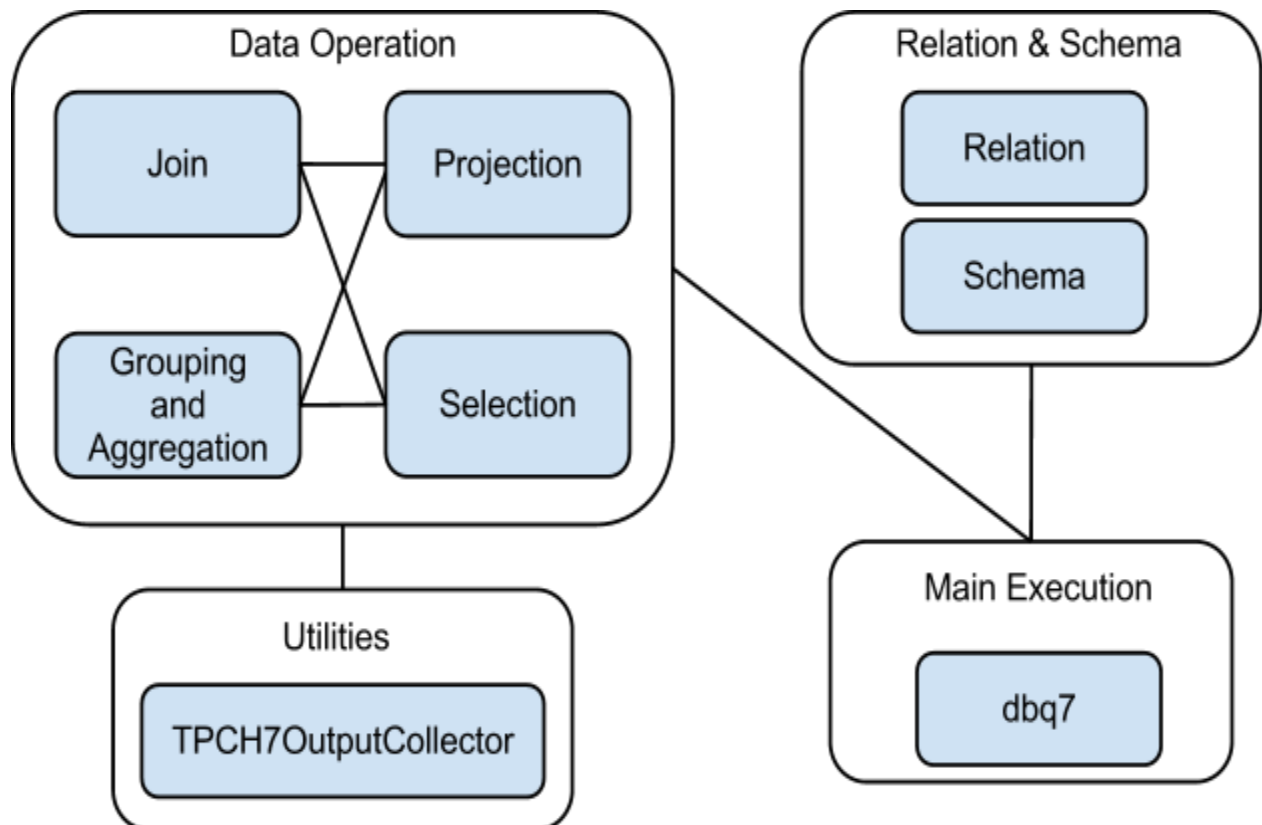 Data Operation
Join
Projection
Grouping
and
Aggregation
Selection
Relation & Schema
Relation
Schema
Utilities
TPCH7OutputCollector
Main Execution
dbq7